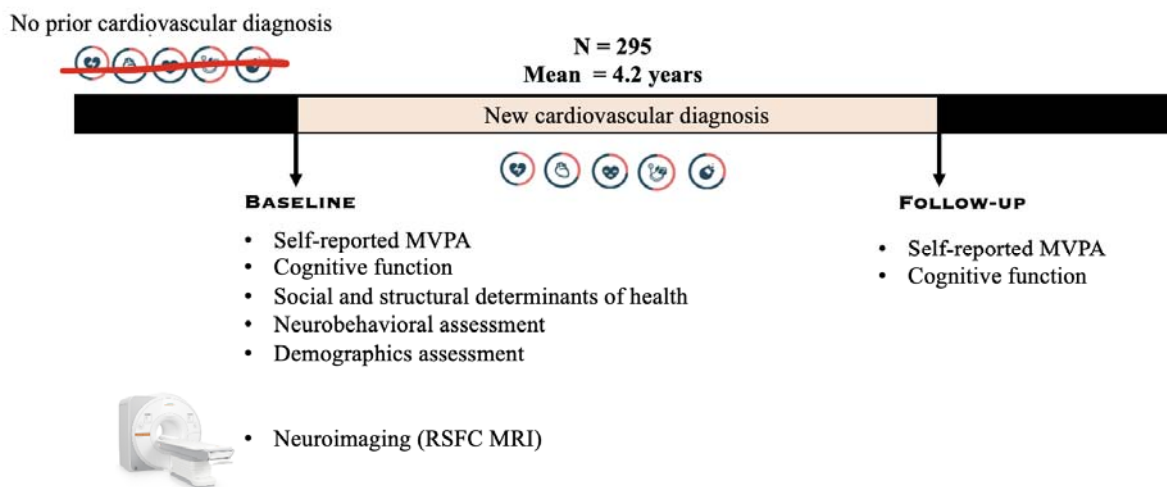 No prior cardiovascular diagnosis
N = 295
Mean = 4.2 years
New cardiovascular diagnosis
BASELINE
• Self-reported MVPA
• Cognitive function
• Social and structural determinants of health
• Neurobehavioral assessment
• Demographics assessment
• Neuroimaging (RSFC MRI)
FOLLOW-UP
• Self-reported MVPA
• Cognitive function